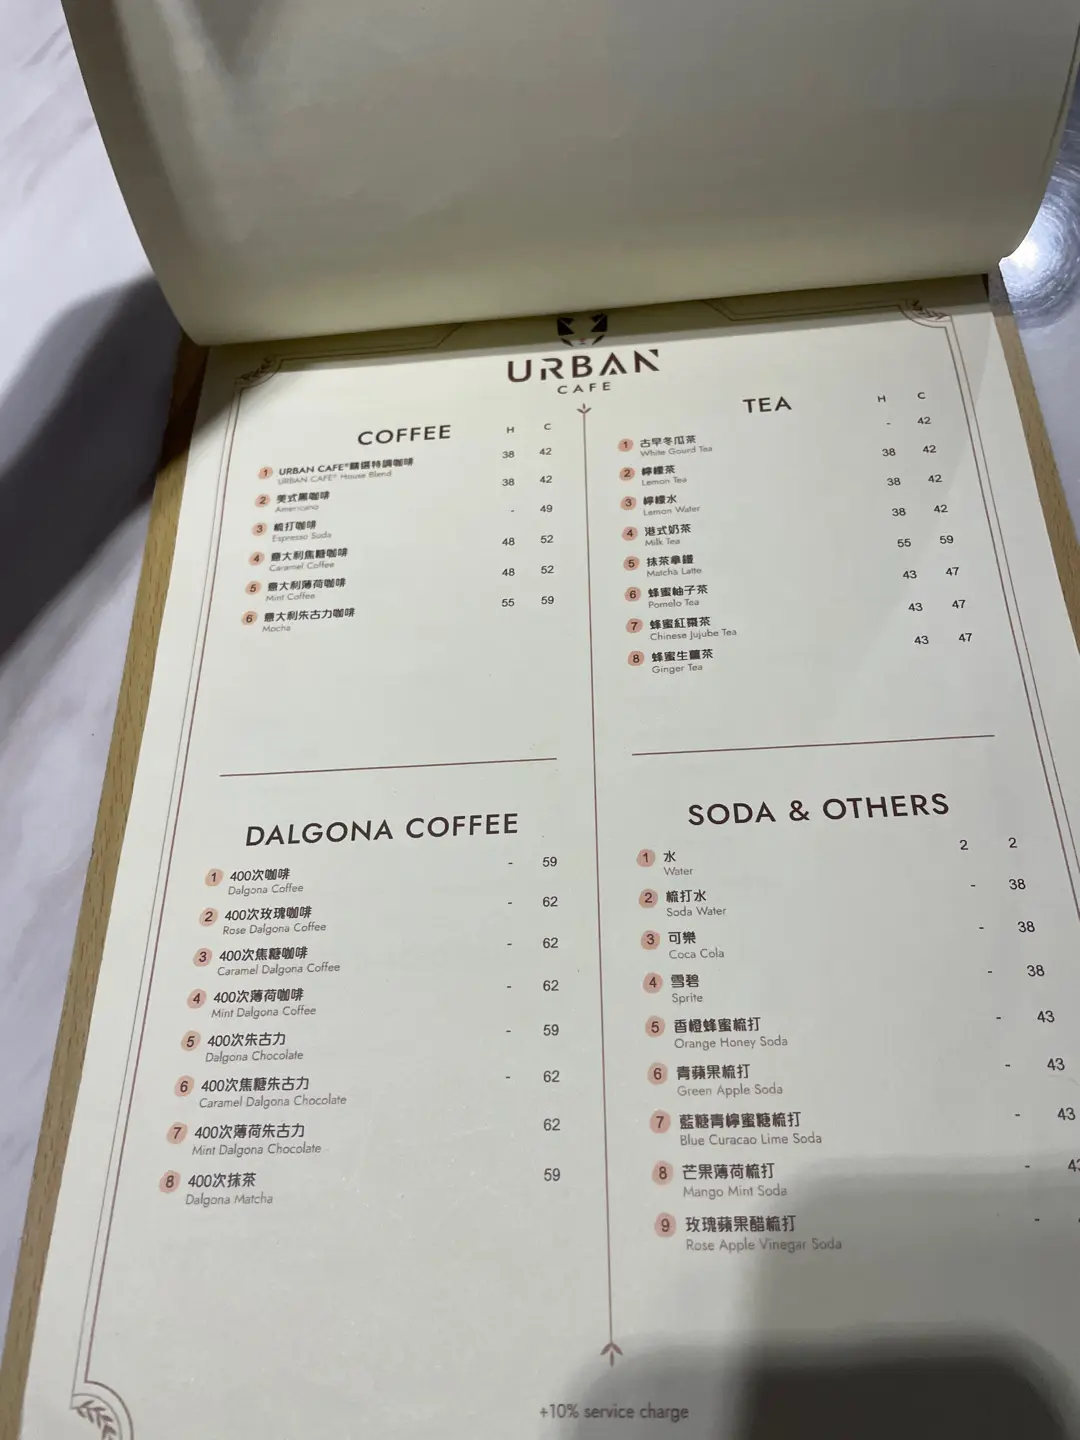 URBAN
CAFE
COFFEE H C
1 URBAN CAFE®精選特調咖啡 38 42
URBAN CAFE® House Blend
2 美式黑咖啡 38 42
Americano
3 梳打咖啡 - 49
Espresso Soda
4 意大利焦糖咖啡 48 52
Caramel Coffee
5 意大利薄荷咖啡 48 52
Mint Coffee
6 意大利朱古力咖啡 55 59
Mocha
TEA H C
1 古早冬瓜茶 - 42
White Gourd Tea
2 檸檬茶 38 42
Lemon Tea
3 檸檬水 38 42
Lemon Water
4 港式奶茶 38 42
Milk Tea
5 抹茶拿鐵 55 59
Matcha Latte
6 蜂蜜柚子茶 43 47
Pomelo Tea
7 蜂蜜紅棗茶 43 47
Chinese Jujube Tea
8 蜂蜜生薑茶 43 47
Ginger Tea
DALGONA COFFEE
1 400次咖啡 - 59
Dalgona Coffee
2 400次玫瑰咖啡 - 62
Rose Dalgona Coffee
3 400次焦糖咖啡 - 62
Caramel Dalgona Coffee
4 400次薄荷咖啡 - 62
Mint Dalgona Coffee
5 400次朱古力 - 59
Dalgona Chocolate
6 400次焦糖朱古力 - 62
Caramel Dalgona Chocolate
7 400次薄荷朱古力 62
Mint Dalgona Chocolate
8 400次抹茶 59
Dalgona Matcha
SODA & OTHERS
1 水 2 2
Water
2 梳打水 - 38
Soda Water
3 可樂 - 38
Coca Cola
4 雪碧 - 38
Sprite
5 香橙蜂蜜梳打 - 43
Orange Honey Soda
6 青蘋果梳打 - 43
Green Apple Soda
7 藍糖青檸蜜糖梳打 - 43
Blue Curacao Lime Soda
8 芒果薄荷梳打 -
Mango Mint Soda
9 玫瑰蘋果醋梳打 -
Rose Apple Vinegar Soda
+10% service charge